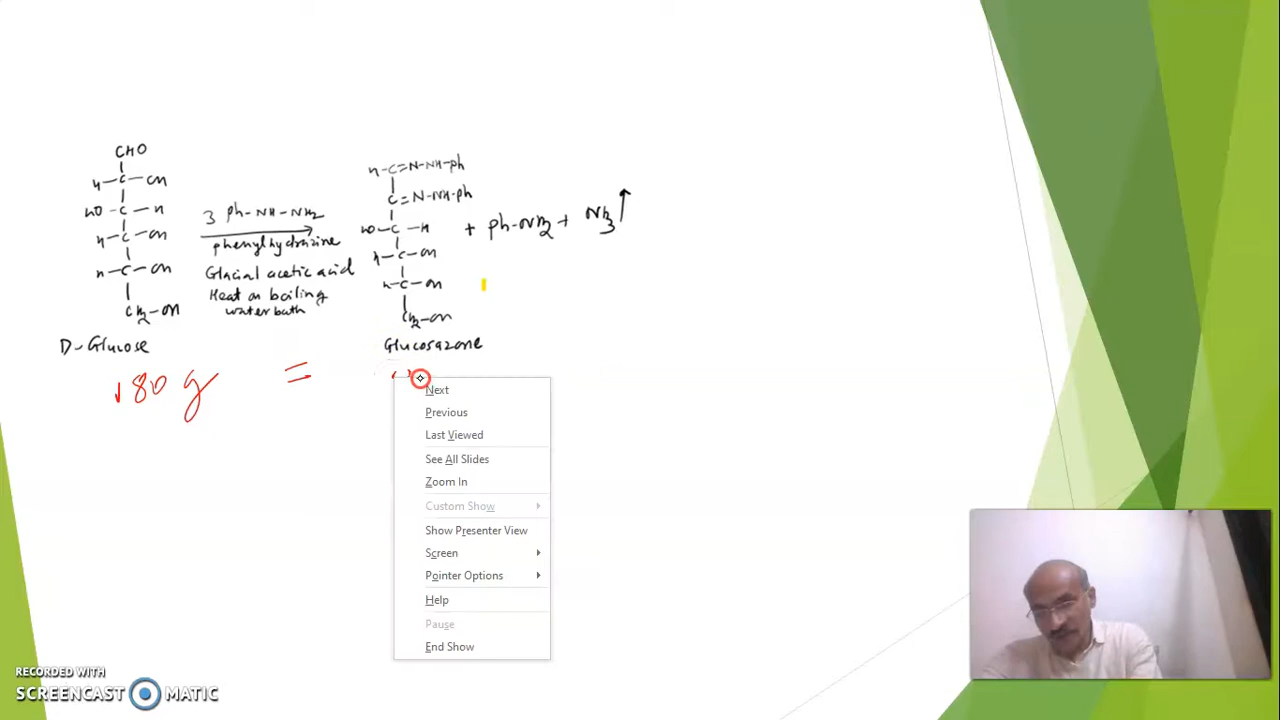 CHO
H-C-OH
HO-C-H
H-C-OH
H-C-OH
CH2-OH
D-Glucose
3 Ph-NH-NH2
phenylhydrazine
Glacial acetic acid
Heat on boiling
water bath
H-C=N-NH-Ph
C=N-NH-Ph
HO-C-H
H-C-OH
H-C-OH
CH2-OH
Glucosazone
+ Ph-NH2 + NH3 ↑
180 g =
Next
Previous
Last Viewed
See All Slides
Zoom In
Custom Show
Show Presenter View
Screen
Pointer Options
Help
Pause
End Show
RECORDED WITH
SCREENCAST MATIC